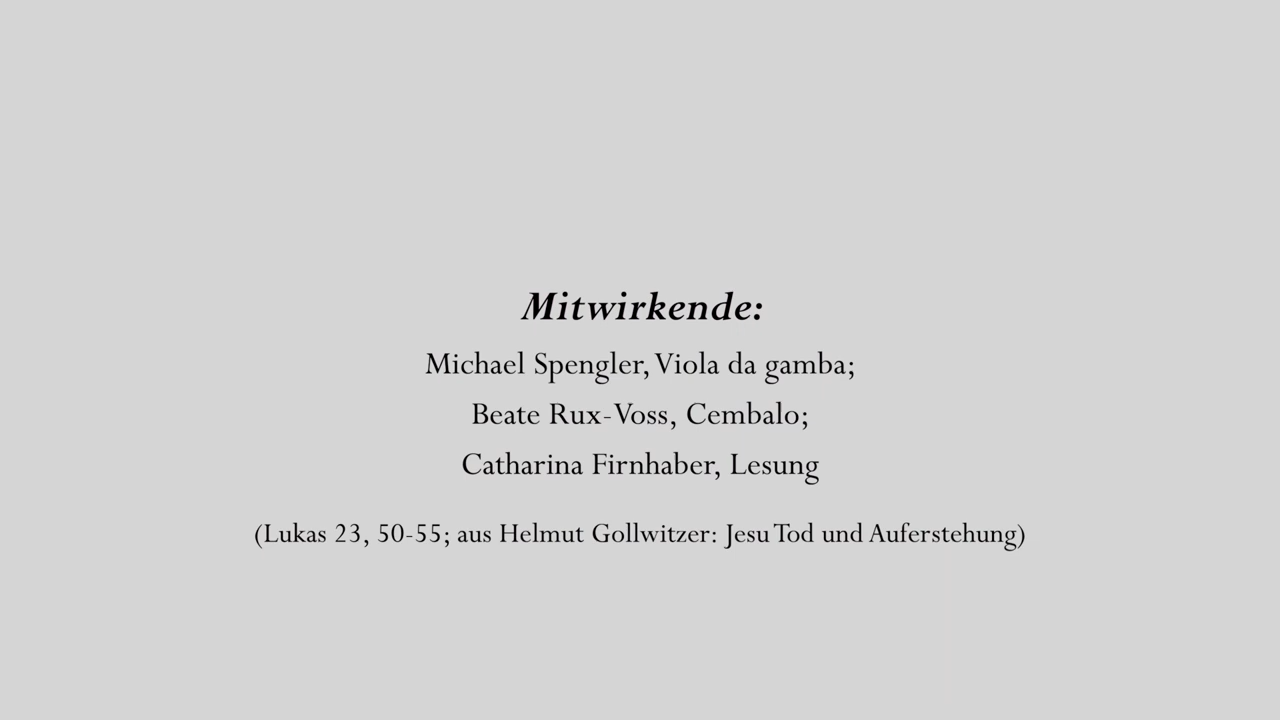 Mitwirkende:
Michael Spengler, Viola da gamba;
Beate Rux-Voss, Cembalo;
Catharina Firnhaber, Lesung
(Lukas 23, 50-55; aus Helmut Gollwitzer: Jesu Tod und Auferstehung)